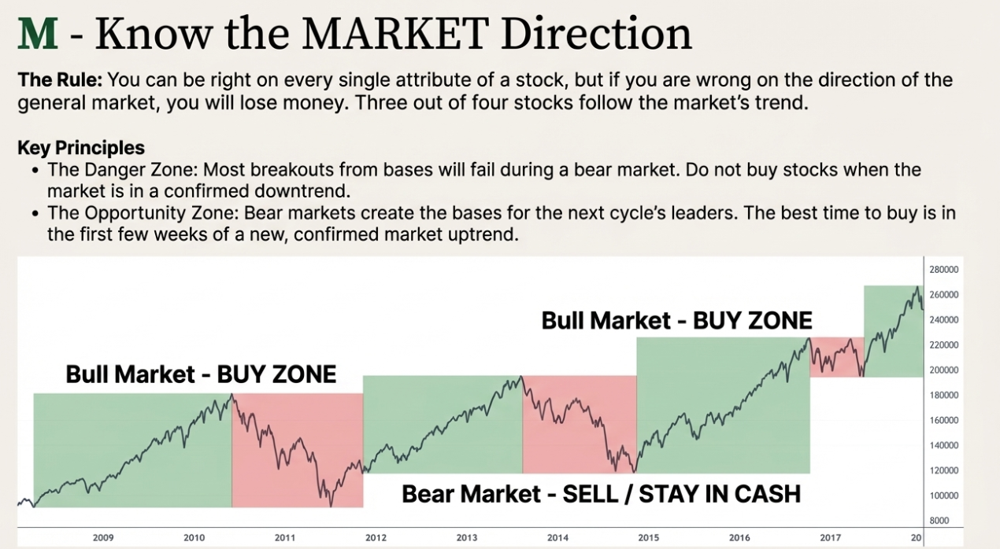 M - Know the MARKET Direction
The Rule: You can be right on every single attribute of a stock, but if you are wrong on the direction of the
general market, you will lose money. Three out of four stocks follow the market’s trend.
Key Principles
• The Danger Zone: Most breakouts from bases will fail during a bear market. Do not buy stocks when the
market is in a confirmed downtrend.
• The Opportunity Zone: Bear markets create the bases for the next cycle’s leaders. The best time to buy is in
the first few weeks of a new, confirmed market uptrend.
280000
260000
Bull Market - BUY ZONE
240000
220000
Bull Market - BUY ZONE
200000
180000
160000
140000
120000
Bear Market - SELL / STAY IN CASH
100000
8000
2009 2010 2011 2012 2013 2014 2015 2016 2017 20